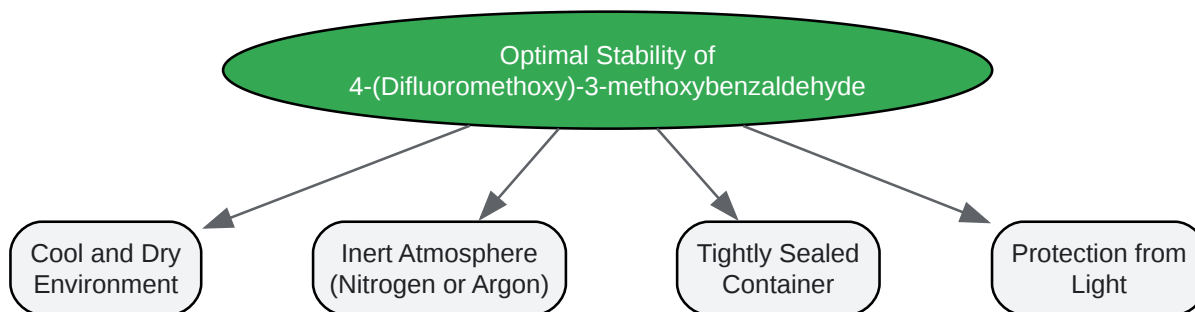 Optimal Stability of
4-(Difluoromethoxy)-3-methoxybenzaldehyde
Cool and Dry
Environment
Inert Atmosphere
(Nitrogen or Argon)
Tightly Sealed
Container
Protection from
Light